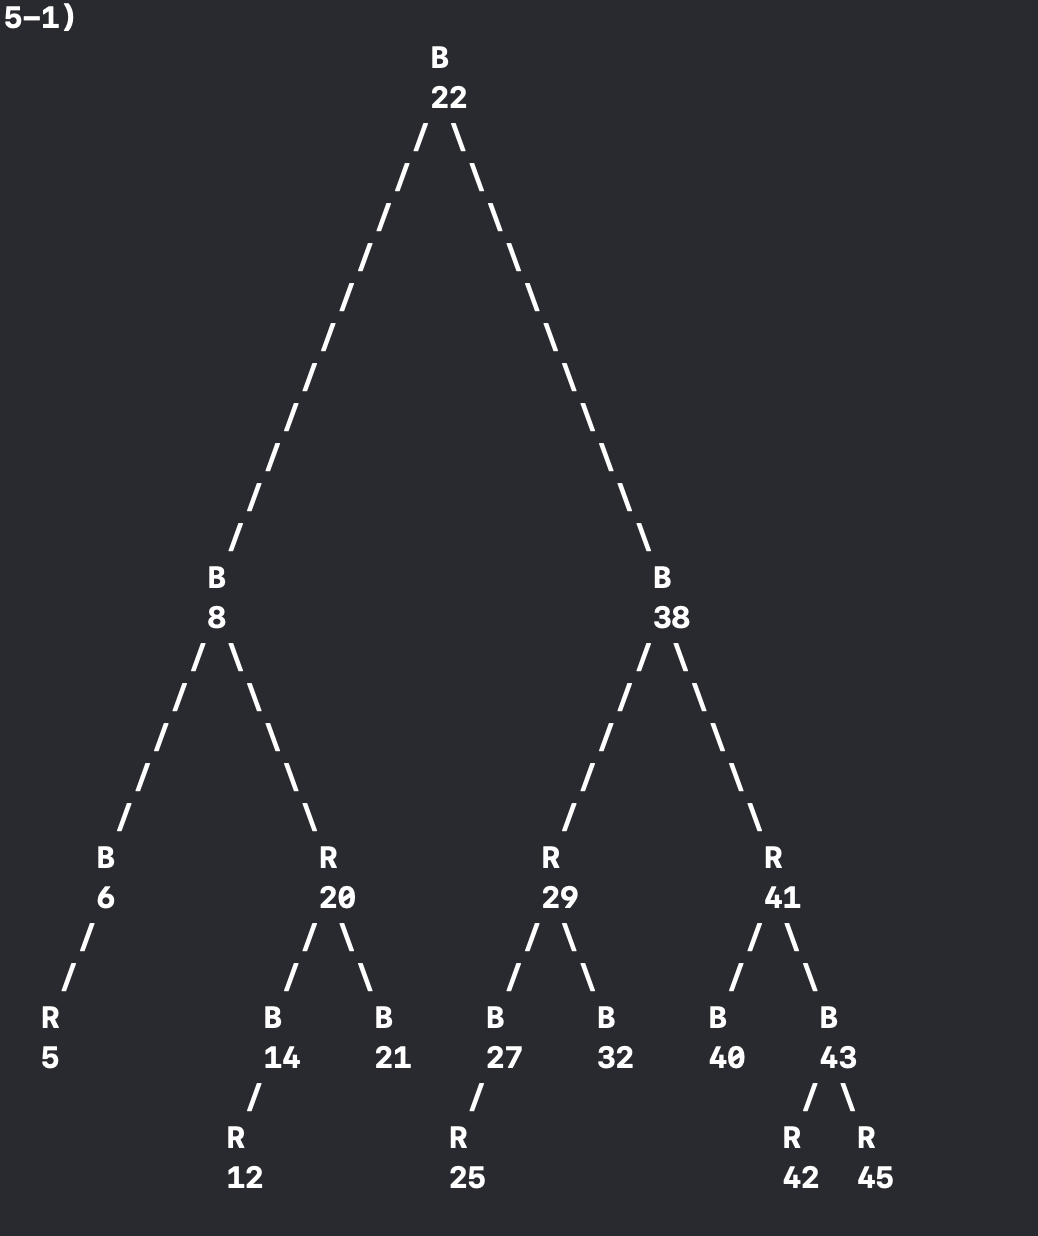 5–1)
B
22
/ \
/ \
/ \
/ \
/ \
/ \
/ \
/ \
/ \
/ \
/ \
B B
8 38
/ \ / \
/ \ / \
/ \ / \
/ \ / \
/ \ / \
B R R R
6 20 29 41
/ / \ / \ / \
/ / \ / \ / \
R B B B B B B
5 14 21 27 32 40 43
/ / / \
R R R R
12 25 42 45